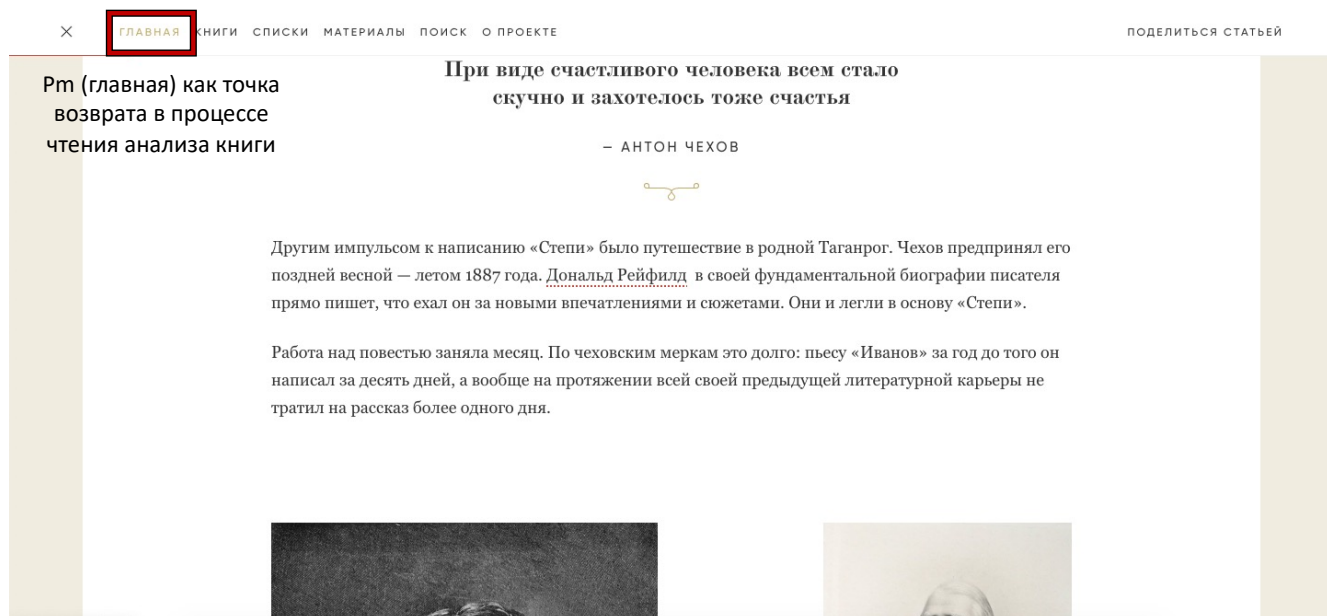 ГЛАВНАЯ КНИГИ СПИСКИ МАТЕРИАЛЫ ПОИСК О ПРОЕКТЕ ПОДЕЛИТЬСЯ СТАТЬЕЙ
Pm (главная) как точка
возврата в процессе
чтения анализа книги
При виде счастливого человека всем стало
скучно и захотелось тоже счастья
— АНТОН ЧЕХОВ
Другим импульсом к написанию «Степи» было путешествие в родной Таганрог. Чехов предпринял его
поздней весной — летом 1887 года. Дональд Рейфилд в своей фундаментальной биографии писателя
прямо пишет, что ехал он за новыми впечатлениями и сюжетами. Они и легли в основу «Степи».
Работа над повестью заняла месяц. По чеховским меркам это долго: пьесу «Иванов» за год до того он
написал за десять дней, а вообще на протяжении всей своей предыдущей литературной карьеры не
тратил на рассказ более одного дня.